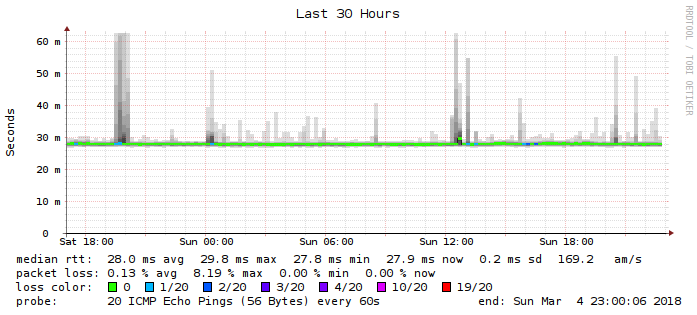 Last 30 Hours
RRDTOOL / TOBI OETIKER
Seconds
60 m
50 m
40 m
30 m
20 m
10 m
0
Sat 18:00 Sun 00:00 Sun 06:00 Sun 12:00 Sun 18:00
median rtt: 28.0 ms avg 29.8 ms max 27.8 ms min 27.9 ms now 0.2 ms sd 169.2 am/s
packet loss: 0.13 % avg 8.19 % max 0.00 % min 0.00 % now
loss color: 0 1/20 2/20 3/20 4/20 10/20 19/20
probe: 20 ICMP Echo Pings (56 Bytes) every 60s end: Sun Mar 4 23:00:06 2018